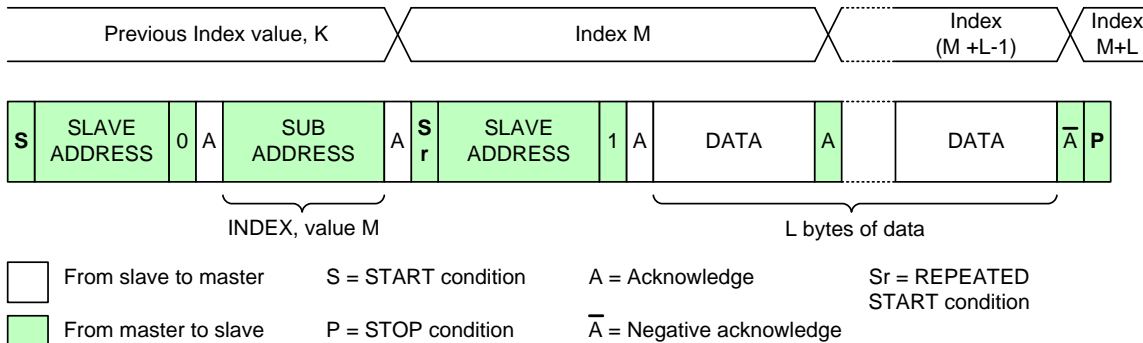 Previous Index value, K
Index M
Index
(M +L-1)
Index
M+L
S
SLAVE
ADDRESS
0
A
SUB
ADDRESS
A
S
r
SLAVE
ADDRESS
1
A
DATA
A
DATA
A̅
P
INDEX, value M
L bytes of data
From slave to master
S = START condition
A = Acknowledge
Sr = REPEATED
START condition
From master to slave
P = STOP condition
A̅ = Negative acknowledge